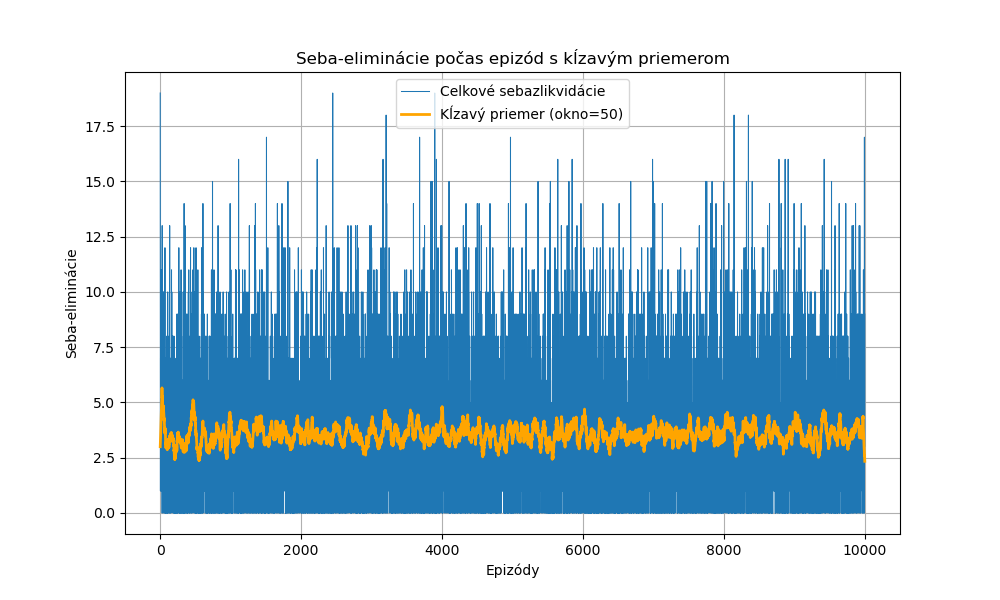 Seba-eliminácie počas epizód s kĺzavým priemerom
Celkové sebazlikvidácie
Kĺzavý priemer (okno=50)
Seba-eliminácie
17.5
15.0
12.5
10.0
7.5
5.0
2.5
0.0
0 2000 4000 6000 8000 10000
Epizódy